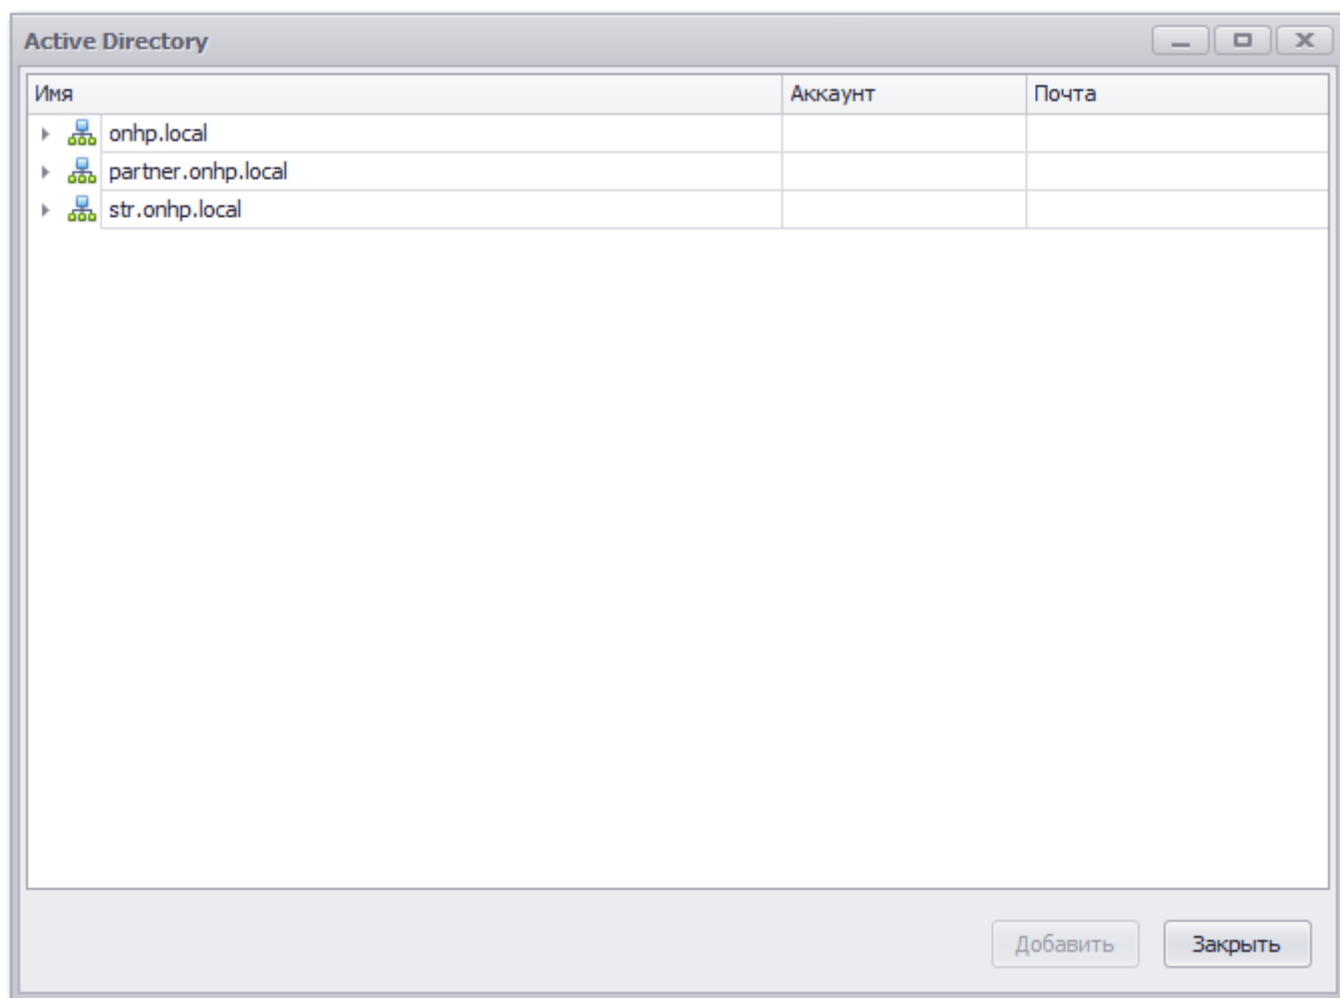 Active Directory
Имя Аккаунт Почта
onhp.local
partner.onhp.local
str.onhp.local
Добавить Закрыть